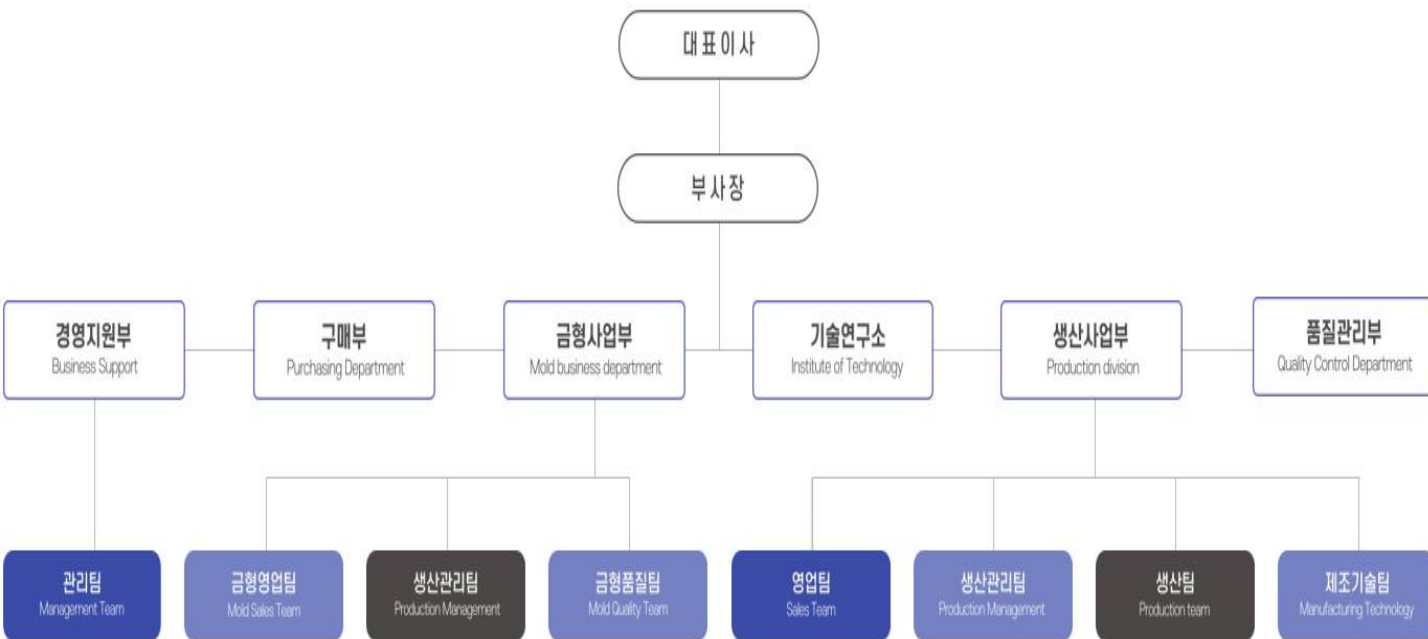 대표이사
부사장
경영지원부
Business Support
구매부
Purchasing Department
금형사업부
Mold business department
기술연구소
Institute of Technology
생산사업부
Production division
품질관리부
Quality Control Department
관리팀
Management Team
금형영업팀
Mold Sales Team
생산관리팀
Production Management
금형품질팀
Mold Quality Team
영업팀
Sales Team
생산관리팀
Production Management
생산팀
Production team
제조기술팀
Manufacturing Technology